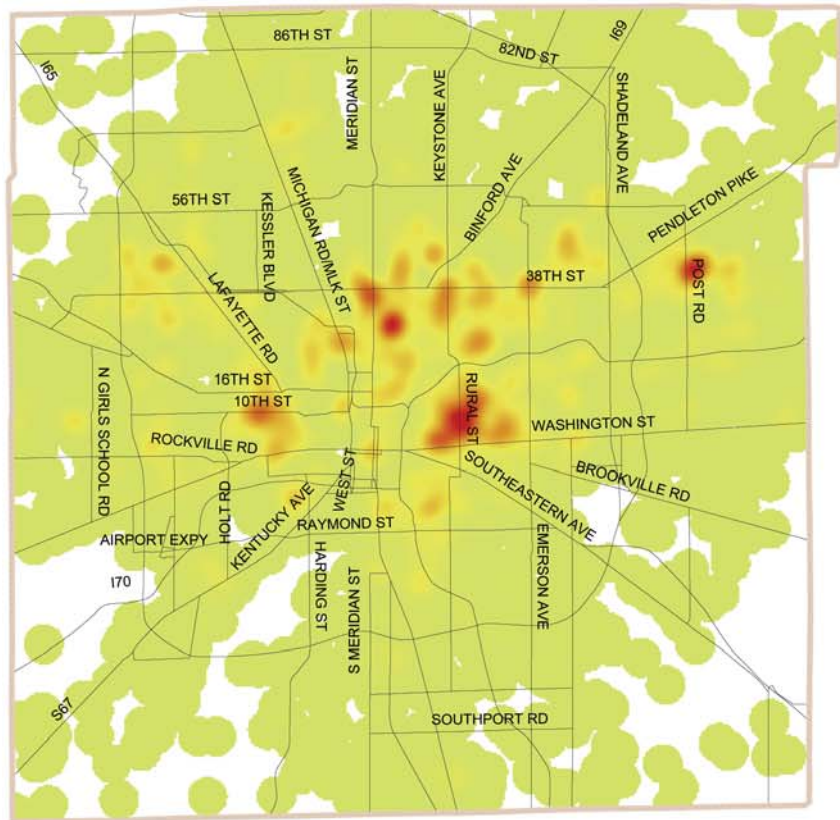 86TH ST
82ND ST
I69
I65
MERIDIAN ST
KEYSTONE AVE
SHADELAND AVE
BINFORD AVE
PENDLETON PIKE
MICHIGAN RD/MLK ST
56TH ST
KESSLER BLVD
38TH ST
POST RD
LAFAYETTE RD
16TH ST
10TH ST
N GIRLS SCHOOL RD
RURAL ST
WASHINGTON ST
ROCKVILLE RD
WEST ST
SOUTHEASTERN AVE
BROOKVILLE RD
HOLT RD
KENTUCKY AVE
RAYMOND ST
AIRPORT EXPY
EMERSON AVE
HARDING ST
S MERIDIAN ST
I70
S67
SOUTHPORT RD